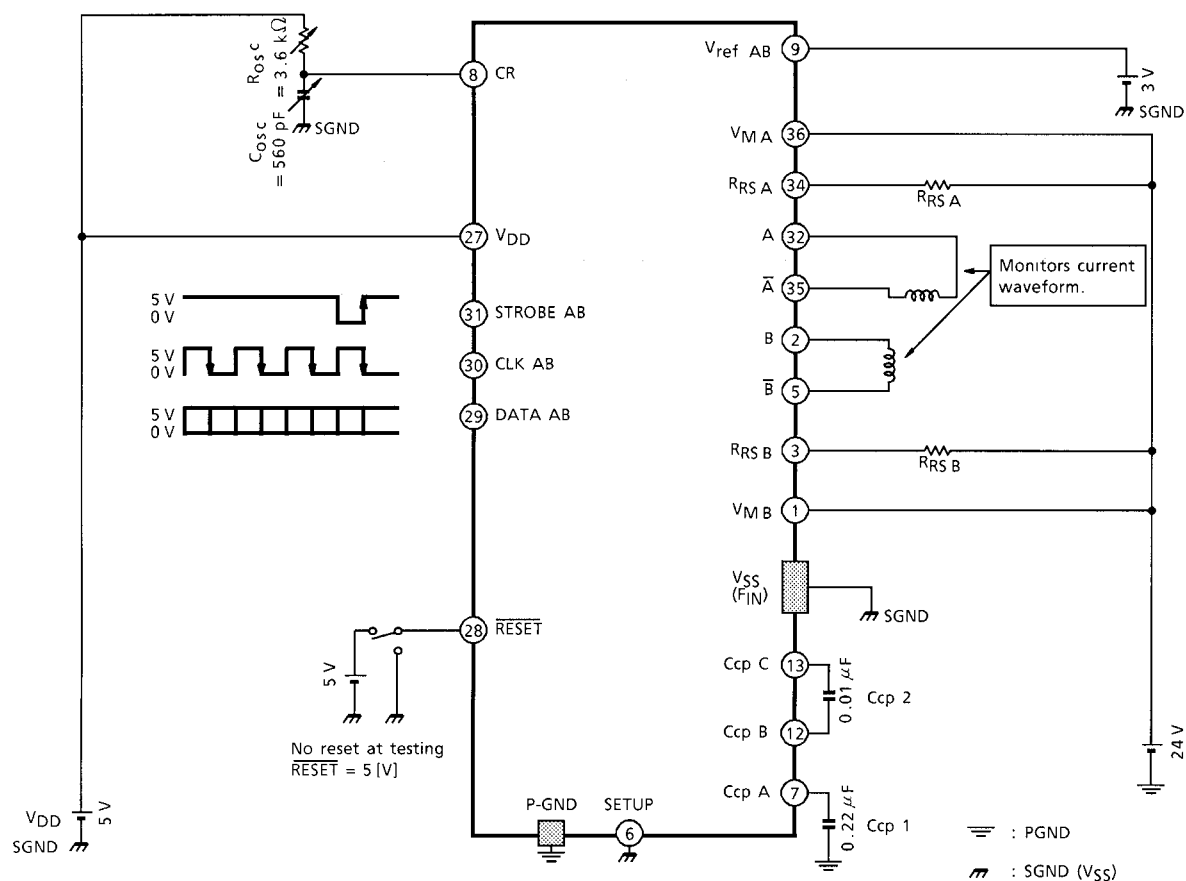 Rosc = 3.6 kΩ
Cosc = 560 pF
SGND
8 CR
27 VDD
5 V
0 V
31 STROBE AB
5 V
0 V
30 CLK AB
5 V
0 V
29 DATA AB
28 RESET
5 V
No reset at testing
RESET = 5 [V]
VDD 5 V
SGND
P-GND
SETUP
6
Vref AB 9
3 V
SGND
VM A 36
RRS A 34
RRS A
A 32
A 35
Monitors current
waveform.
B 2
B 5
RRS B 3
RRS B
VM B 1
VSS
(FIN)
SGND
Ccp C 13
0.01 μF
Ccp 2
Ccp B 12
Ccp A 7
0.22 μF
Ccp 1
24 V
: PGND
: SGND (VSS)